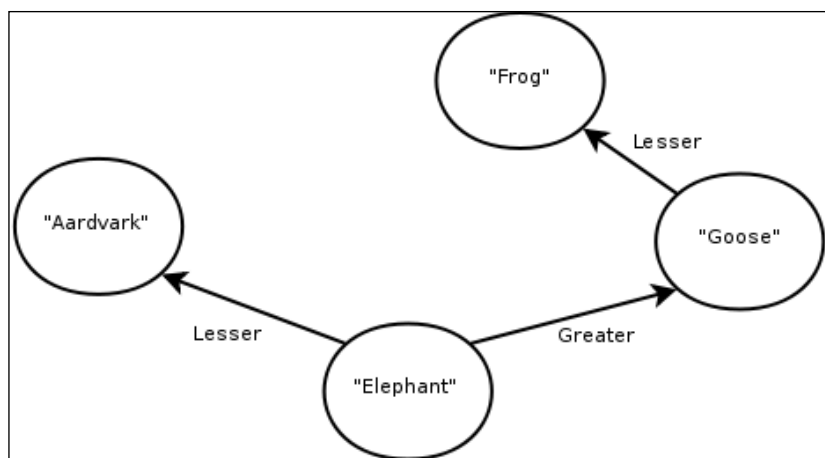 "Frog"
Lesser
"Aardvark"
"Goose"
Lesser
Greater
"Elephant"